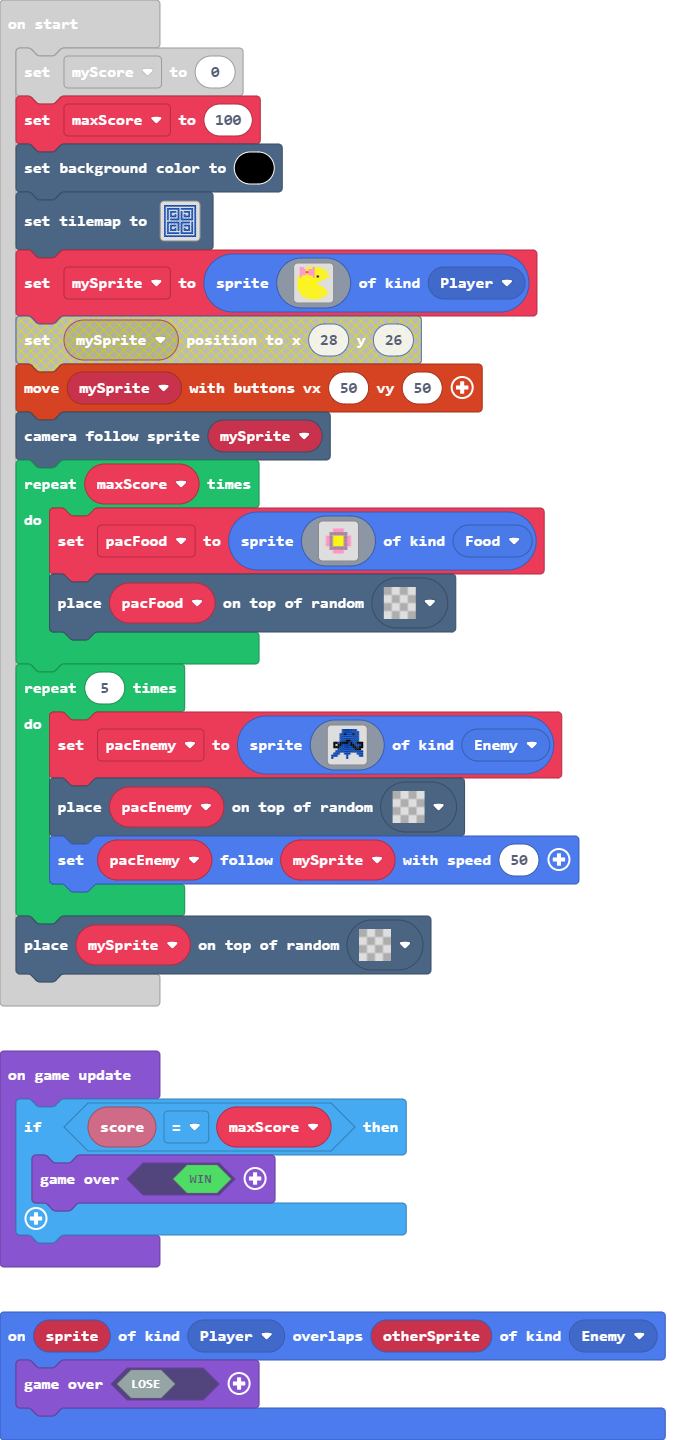 on start
set myScore to 0
set maxScore to 100
set background color to
set tilemap to
set mySprite to sprite of kind Player
set mySprite position to x 28 y 26
move mySprite with buttons vx 50 vy 50
camera follow sprite mySprite
repeat maxScore times
do
set pacFood to sprite of kind Food
place pacFood on top of random
repeat 5 times
do
set pacEnemy to sprite of kind Enemy
place pacEnemy on top of random
set pacEnemy follow mySprite with speed 50
place mySprite on top of random
on game update
if score = maxScore then
game over WIN
on sprite of kind Player overlaps otherSprite of kind Enemy
game over LOSE